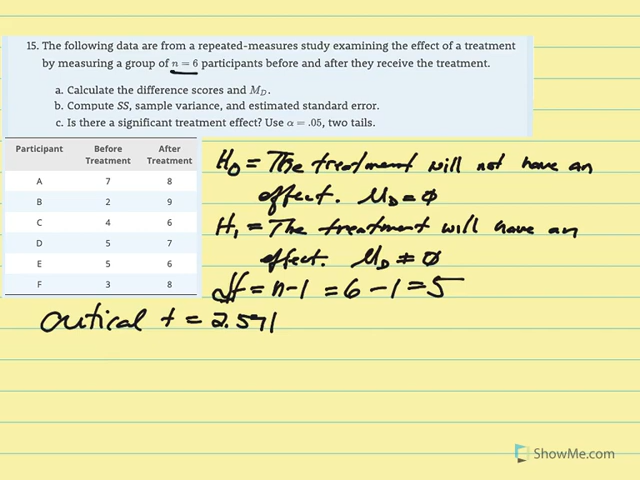 15. The following data are from a repeated-measures study examining the effect of a treatment
by measuring a group of n = 6 participants before and after they receive the treatment.
a. Calculate the difference scores and M_D.
b. Compute SS, sample variance, and estimated standard error.
c. Is there a significant treatment effect? Use α = .05, two tails.
Participant Before Treatment After Treatment
A 7 8
B 2 9
C 4 6
D 5 7
E 5 6
F 3 8
H0 = The treatment will not have an
effect. μD = 0
H1 = The treatment will have an
effect. μD ≠ 0
df = n-1 = 6 - 1 = 5
critical t = 2.571
ShowMe.com